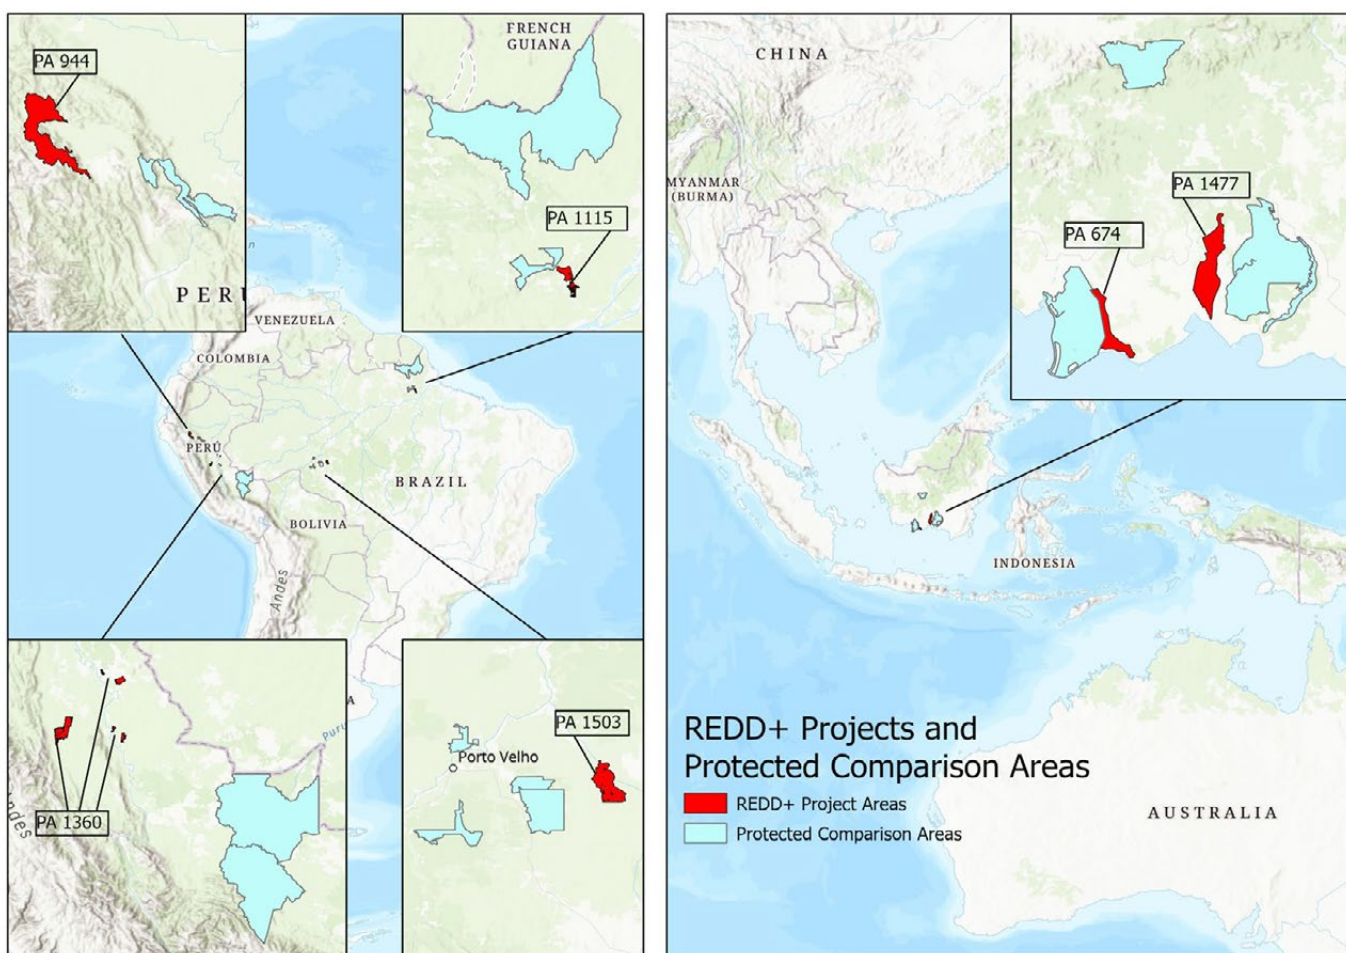 PA 944
PERU
FRENCH
GUIANA
PA 1115
VENEZUELA
COLOMBIA
PERÚ
BRAZIL
BOLIVIA
Andes
PA 1360
PA 1503
Porto Velho
CHINA
MYANMAR
(BURMA)
PA 1477
PA 674
INDONESIA
REDD+ Projects and
Protected Comparison Areas
REDD+ Project Areas
Protected Comparison Areas
AUSTRALIA